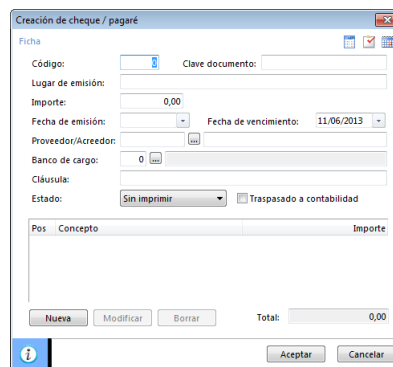 Creación de cheque / pagaré
Ficha
Código: 0 Clave documento:
Lugar de emisión:
Importe: 0,00
Fecha de emisión: Fecha de vencimiento: 11/06/2013
Proveedor/Acreedor: ...
Banco de cargo: 0 ...
Cláusula:
Estado: Sin imprimir Traspasado a contabilidad
Pos Concepto Importe
Nueva Modificar Borrar Total: 0,00
Aceptar Cancelar